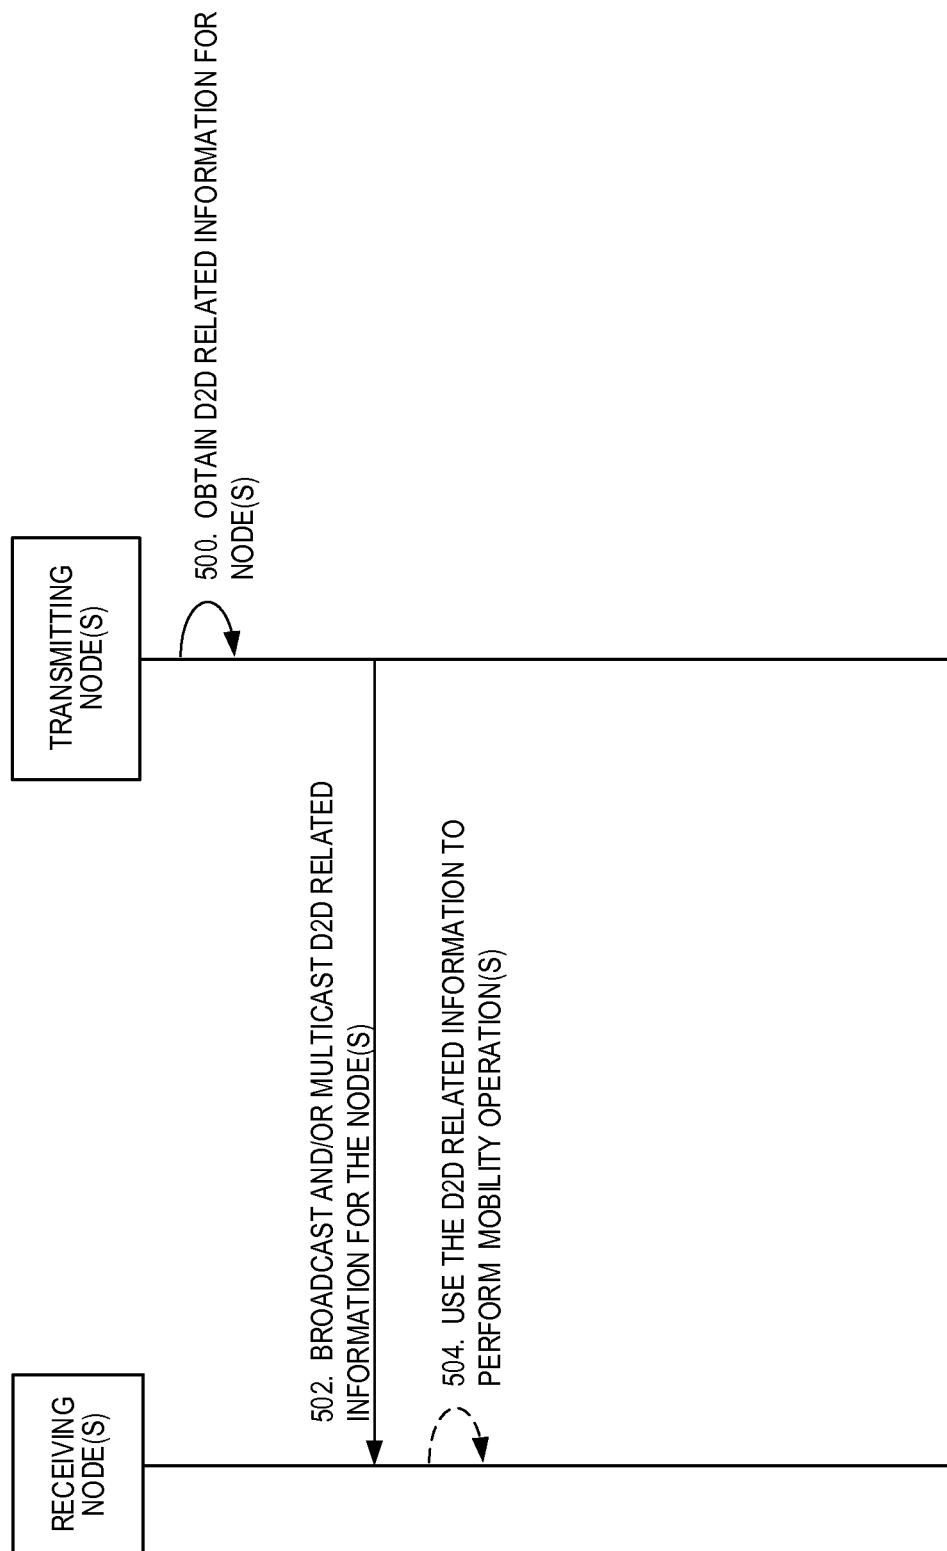 RECEIVING
NODE(S)
TRANSMITTING
NODE(S)
500. OBTAIN D2D RELATED INFORMATION FOR
NODE(S)
502. BROADCAST AND/OR MULTICAST D2D RELATED
INFORMATION FOR THE NODE(S)
504. USE THE D2D RELATED INFORMATION TO
PERFORM MOBILITY OPERATION(S)